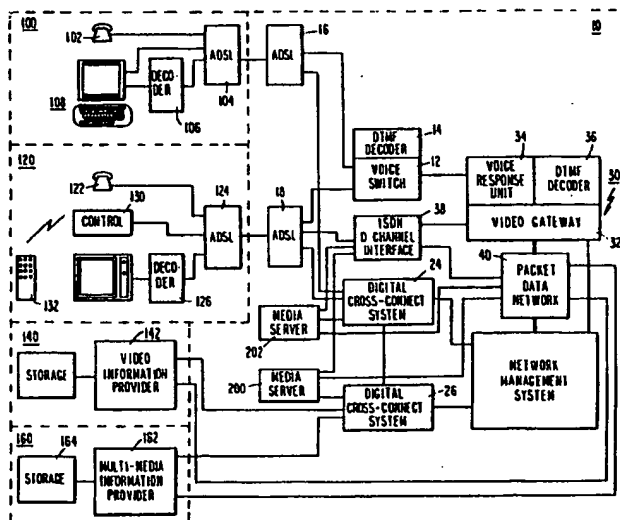 100
102
108
DECO-
DER
106
ADSL
104
16
ADSL
10
120
122
130
CONTROL
132
DECO-
DER
126
ADSL
124
18
ADSL
DTMF DECODER
14
VOICE
SWITCH
12
34
36
VOICE
RESPONSE
UNIT
DTMF
DECODER
30
VIDEO GATEWAY
32
38
ISDN
D CHANNEL
INTERFACE
40
PACKET
DATA
NETWORK
24
DIGITAL
CROSS-CONNECT
SYSTEM
MEDIA
SERVER
202
MEDIA
SERVER
200
DIGITAL
CROSS-CONNECT
SYSTEM
26
NETWORK
MANAGEMENT
SYSTEM
140
142
STORAGE
VIDEO
INFORMATION
PROVIDER
160
164
162
STORAGE
MULTI-MEDIA
INFORMATION
PROVIDER